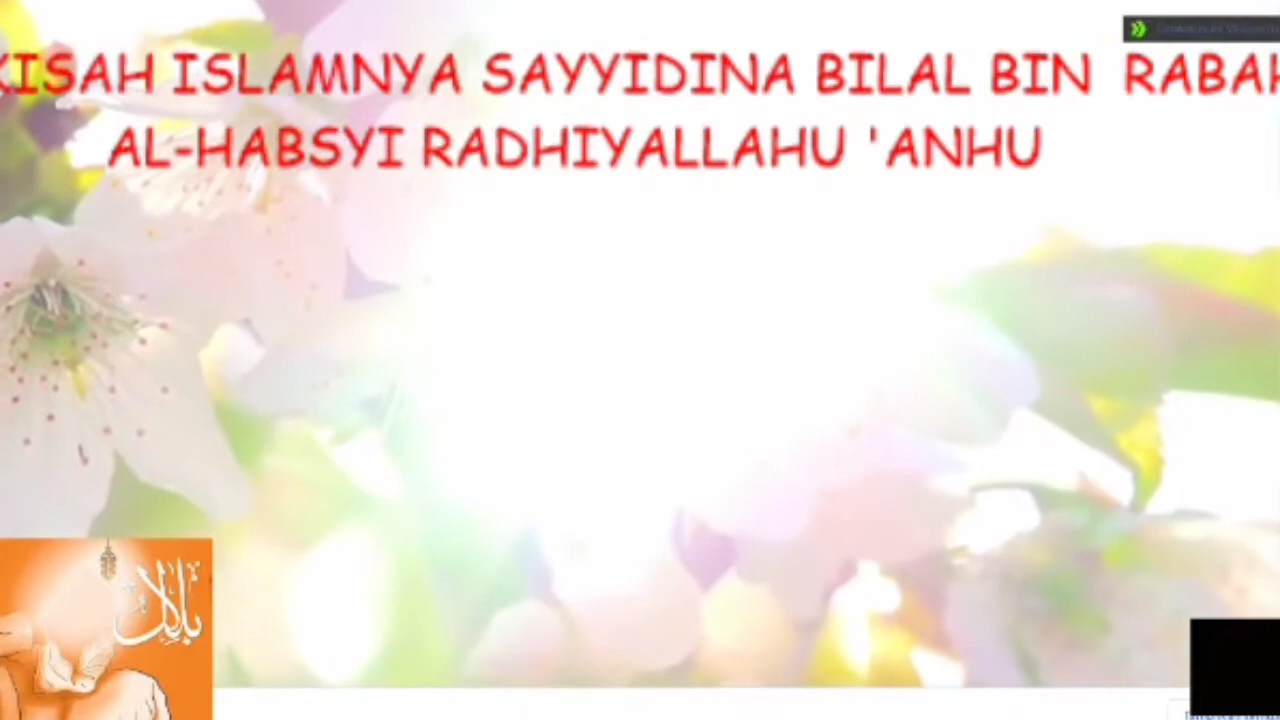 KISAH ISLAMNYA SAYYIDINA BILAL BIN RABAH
AL-HABSYI RADHIYALLAHU 'ANHU
بلال